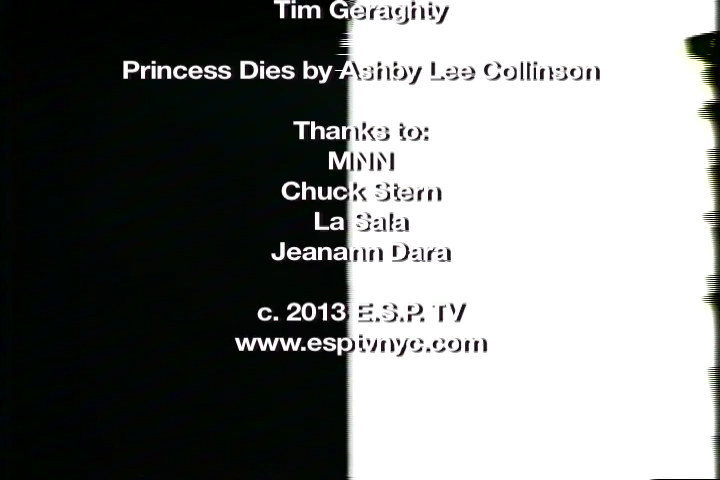 Tim Geraghty
Princess Dies by Ashby Lee Collinson
Thanks to:
MNN
Chuck Stern
La Sala
Jeanann Dara
c. 2013 E.S.P. TV
www.esptvnyc.com